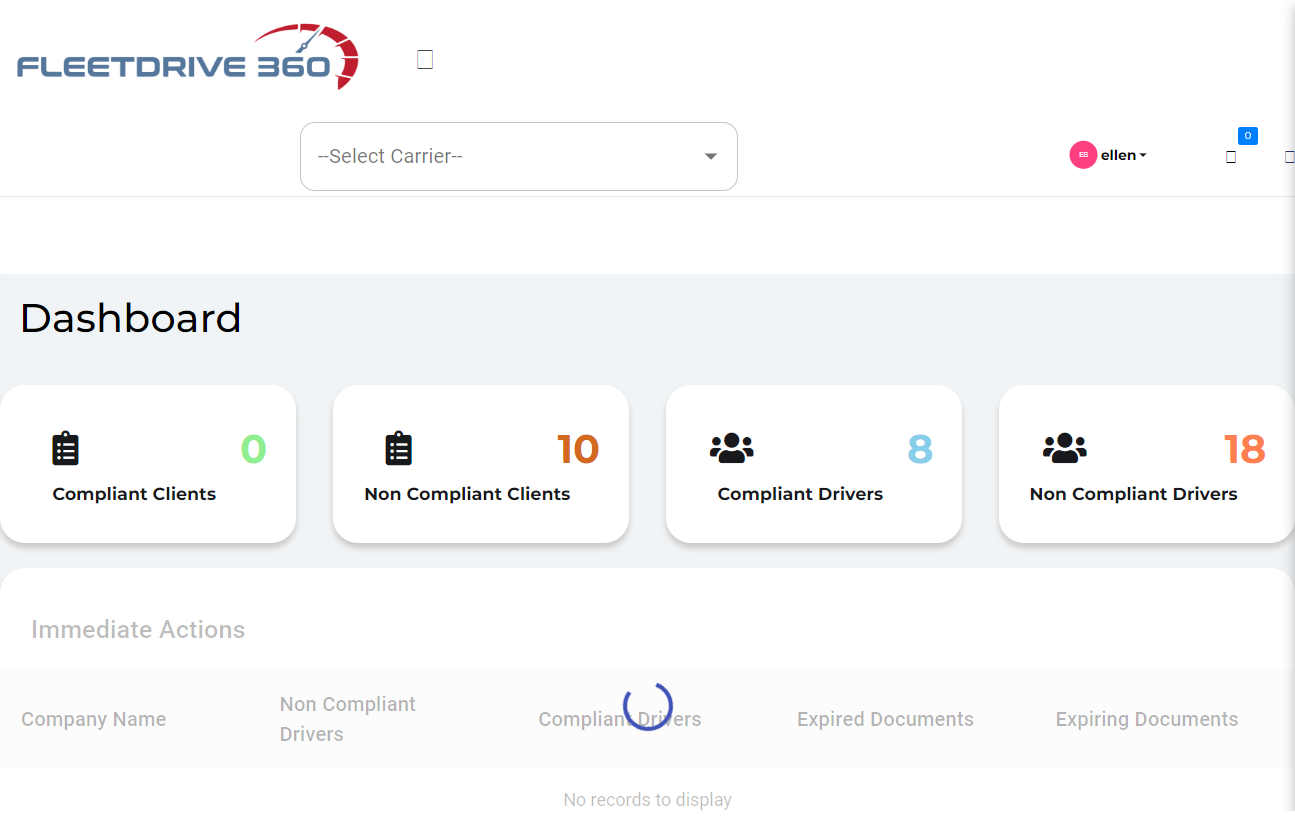 FLEETDRIVE 360
--Select Carrier--
0
ES ellen
Dashboard
0
Compliant Clients
10
Non Compliant Clients
8
Compliant Drivers
18
Non Compliant Drivers
Immediate Actions
Company Name
Non Compliant
Drivers
Compliant Drivers
Expired Documents
Expiring Documents
No records to display